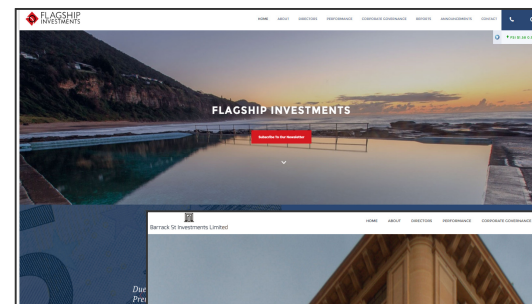 FLAGSHIP
INVESTMENTS
HOME ABOUT DIRECTORS PERFORMANCE CORPORATE GOVERNANCE REPORTS ANNOUNCEMENTS CONTACT
FLAGSHIP INVESTMENTS
Subscribe To Our Newsletter
Barrack St Investments Limited
HOME ABOUT DIRECTORS PERFORMANCE CORPORATE GOVERNANCE
Due